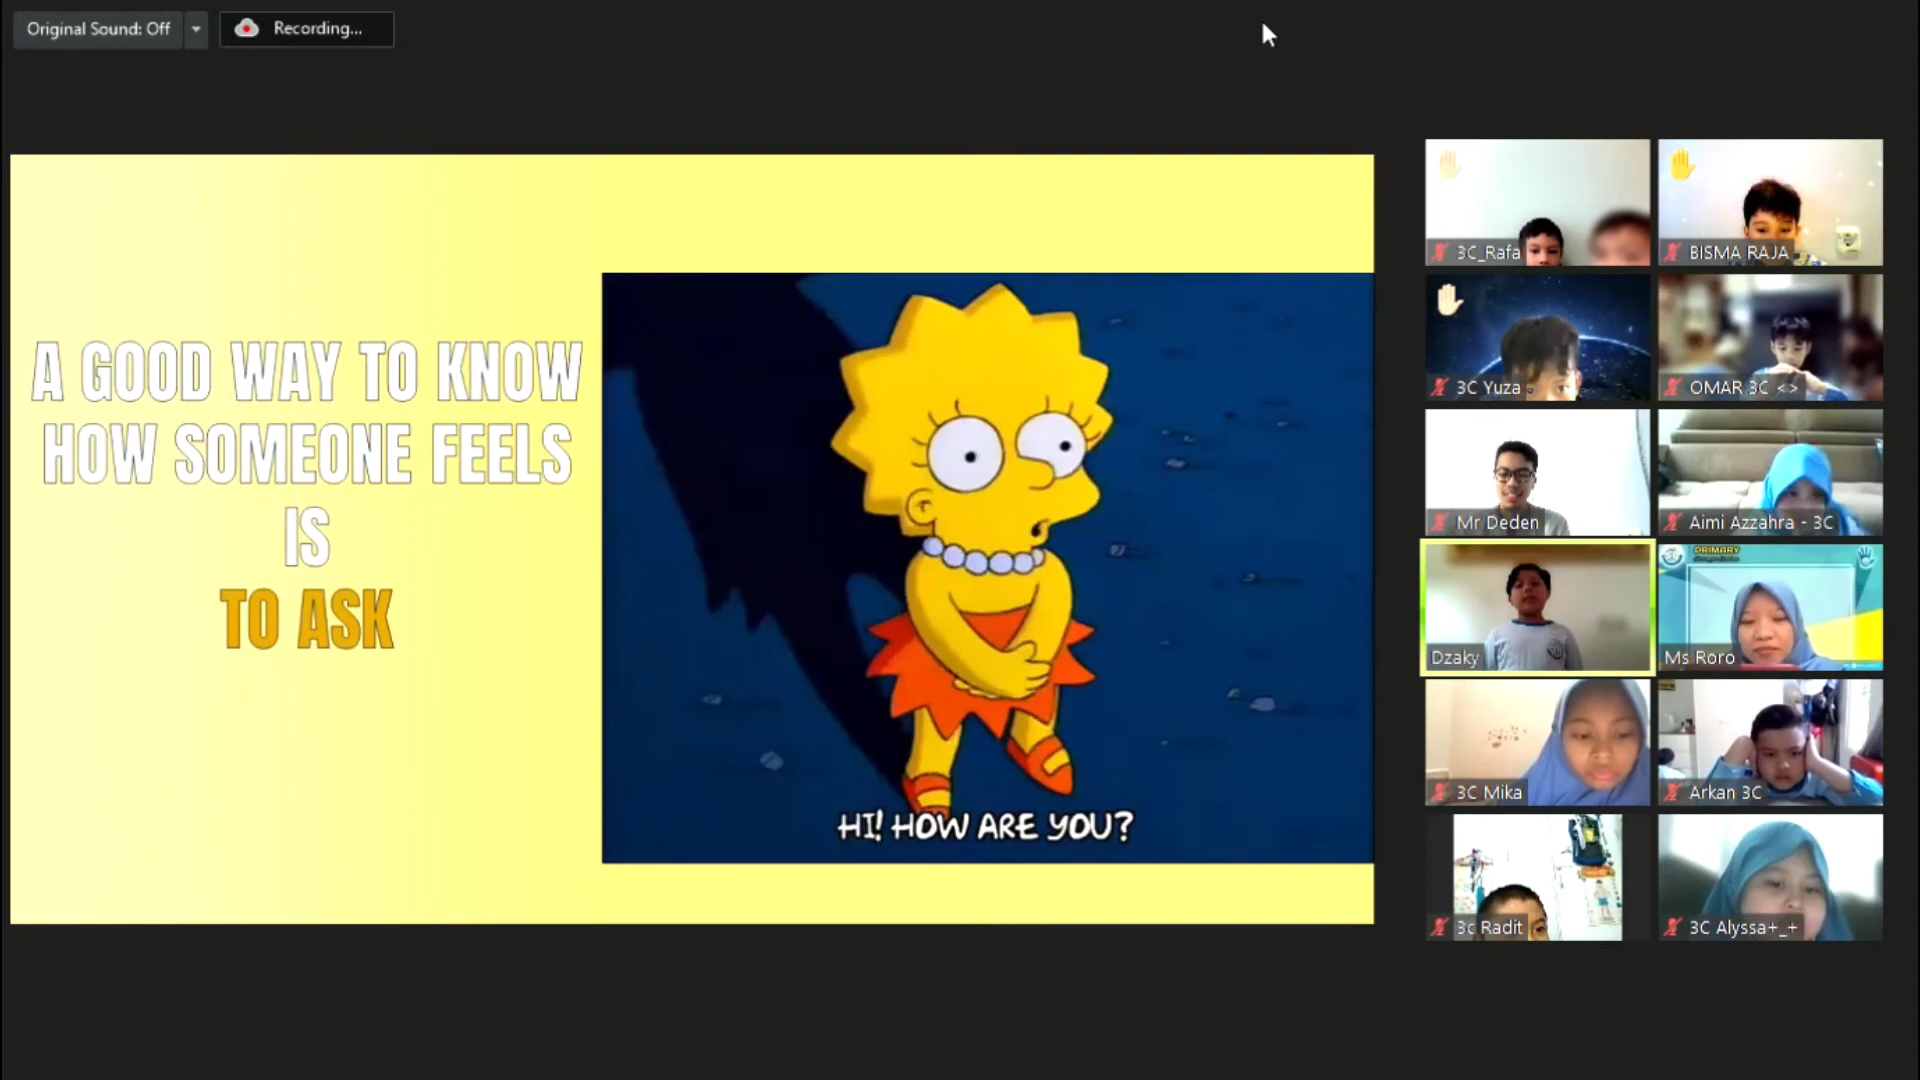 Original Sound: Off
Recording...
A GOOD WAY TO KNOW
HOW SOMEONE FEELS
IS
TO ASK
HI! HOW ARE YOU?
3C_Rafa
BISMA RAJA
3C Yuza
OMAR 3C <>
Mr Deden
Aimi Azzahra - 3C
Dzaky
PRIMARY
Ms Roro
3C Mika
Arkan 3C
3c Radit
3C Alyssa+_+